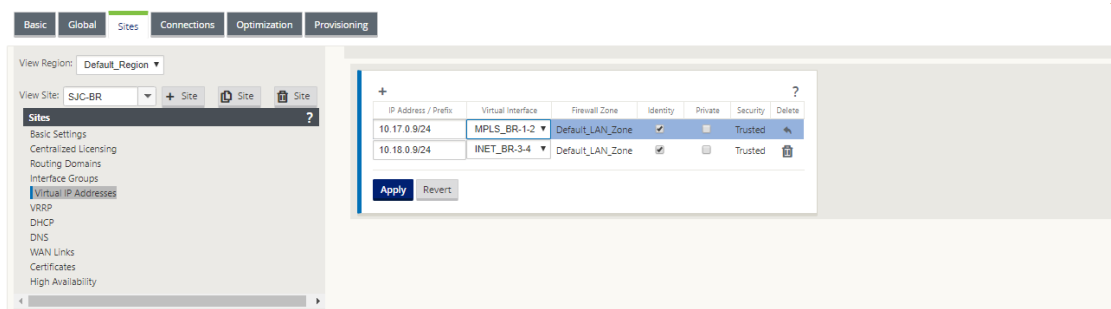 Basic Global Sites Connections Optimization Provisioning
View Region: Default_Region
View Site: SJC-BR + Site Site Site
Sites ?
Basic Settings
Centralized Licensing
Routing Domains
Interface Groups
Virtual IP Addresses
VRRP
DHCP
DNS
WAN Links
Certificates
High Availability
+ ?
IP Address / Prefix Virtual Interface Firewall Zone Identity Private Security Delete
10.17.0.9/24 MPLS_BR-1-2 Default_LAN_Zone Trusted
10.18.0.9/24 INET_BR-3-4 Default_LAN_Zone Trusted
Apply Revert